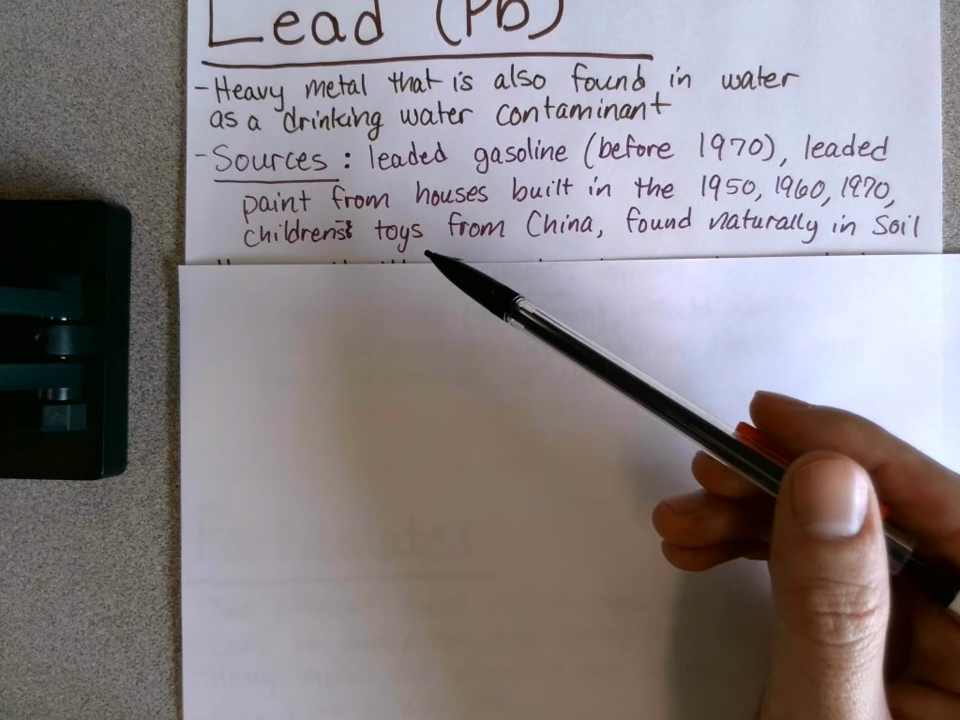 Lead (Pb)
- Heavy metal that is also found in water
as a drinking water contaminant
- Sources : leaded gasoline (before 1970), leaded
paint from houses built in the 1950, 1960, 1970,
childrens toys from China, found naturally in Soil